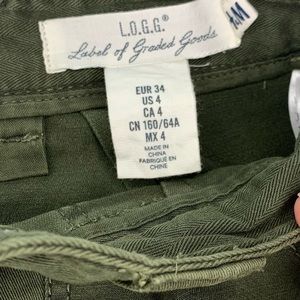 L.O.G.G.®
Label of Graded Goods
H&M
EUR 34
US 4
CA 4
CN 160/64A
MX 4
MADE IN
CHINA
FABRIQUÉ EN
CHINE